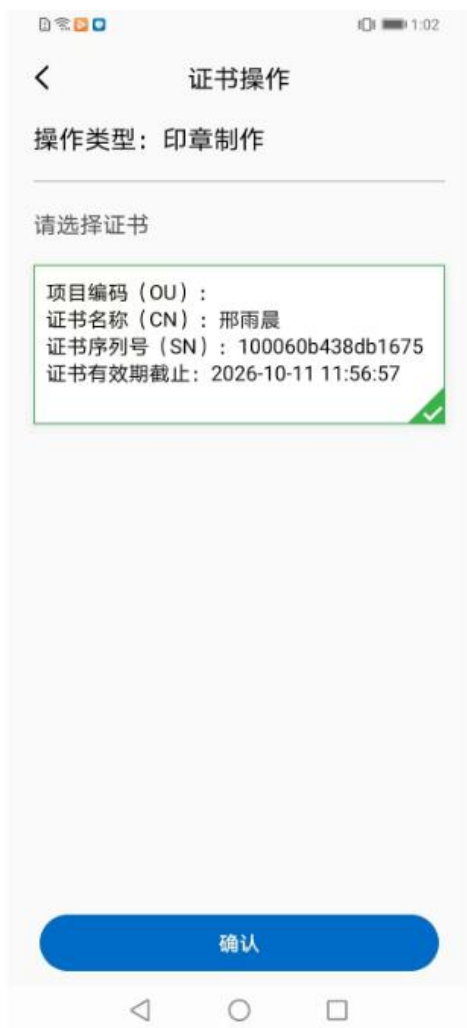 1:02
证书操作
操作类型：印章制作
请选择证书
项目编码（OU）：
证书名称（CN）：邢雨晨
证书序列号（SN）：100060b438db1675
证书有效期截止：2026-10-11 11:56:57
确认